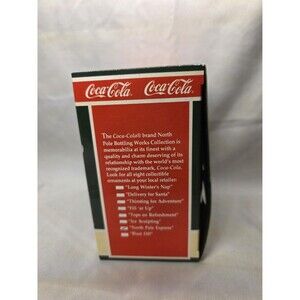 Coca-Cola Coca-Cola
The Coca-Cola® brand North
Pole Bottling Works Collection is
memorabilia at its finest with a
quality and charm deserving of its
relationship with the world's most
recognized trademark, Coca-Cola.
Look for all eight collectible
ornaments at your local retailer:
"Long Winter's Nap"
"Delivery for Santa"
"Thirsting for Adventure"
"Fill 'er Up"
"Tops on Refreshment"
"Ice Sculpting"
"North Pole Express"